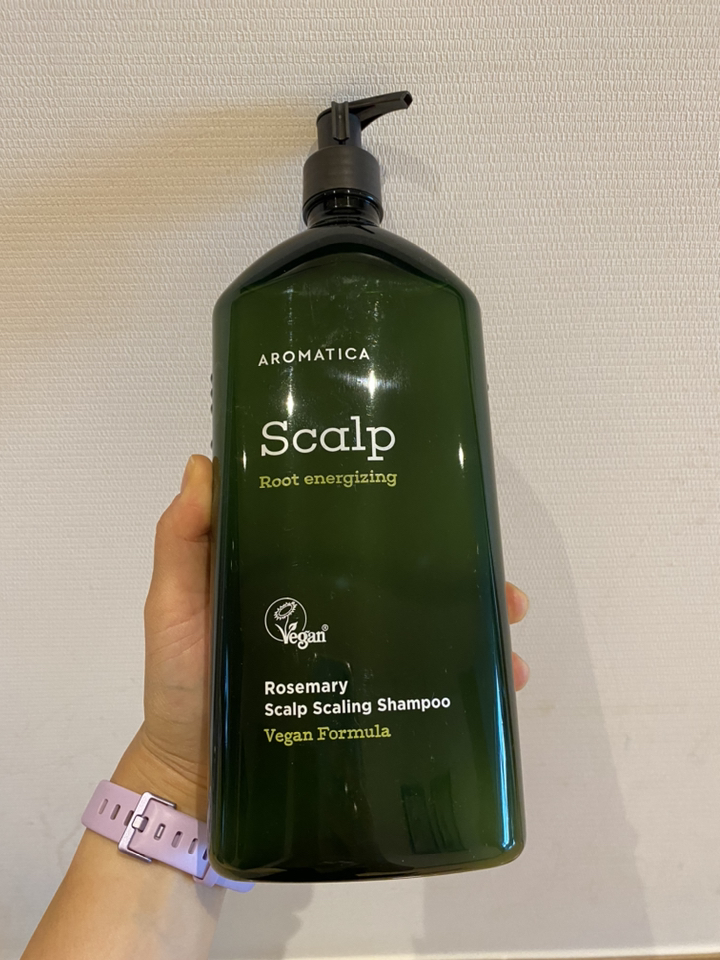 AROMATICA
Scalp
Root energizing
Vegan®
Rosemary
Scalp Scaling Shampoo
Vegan Formula